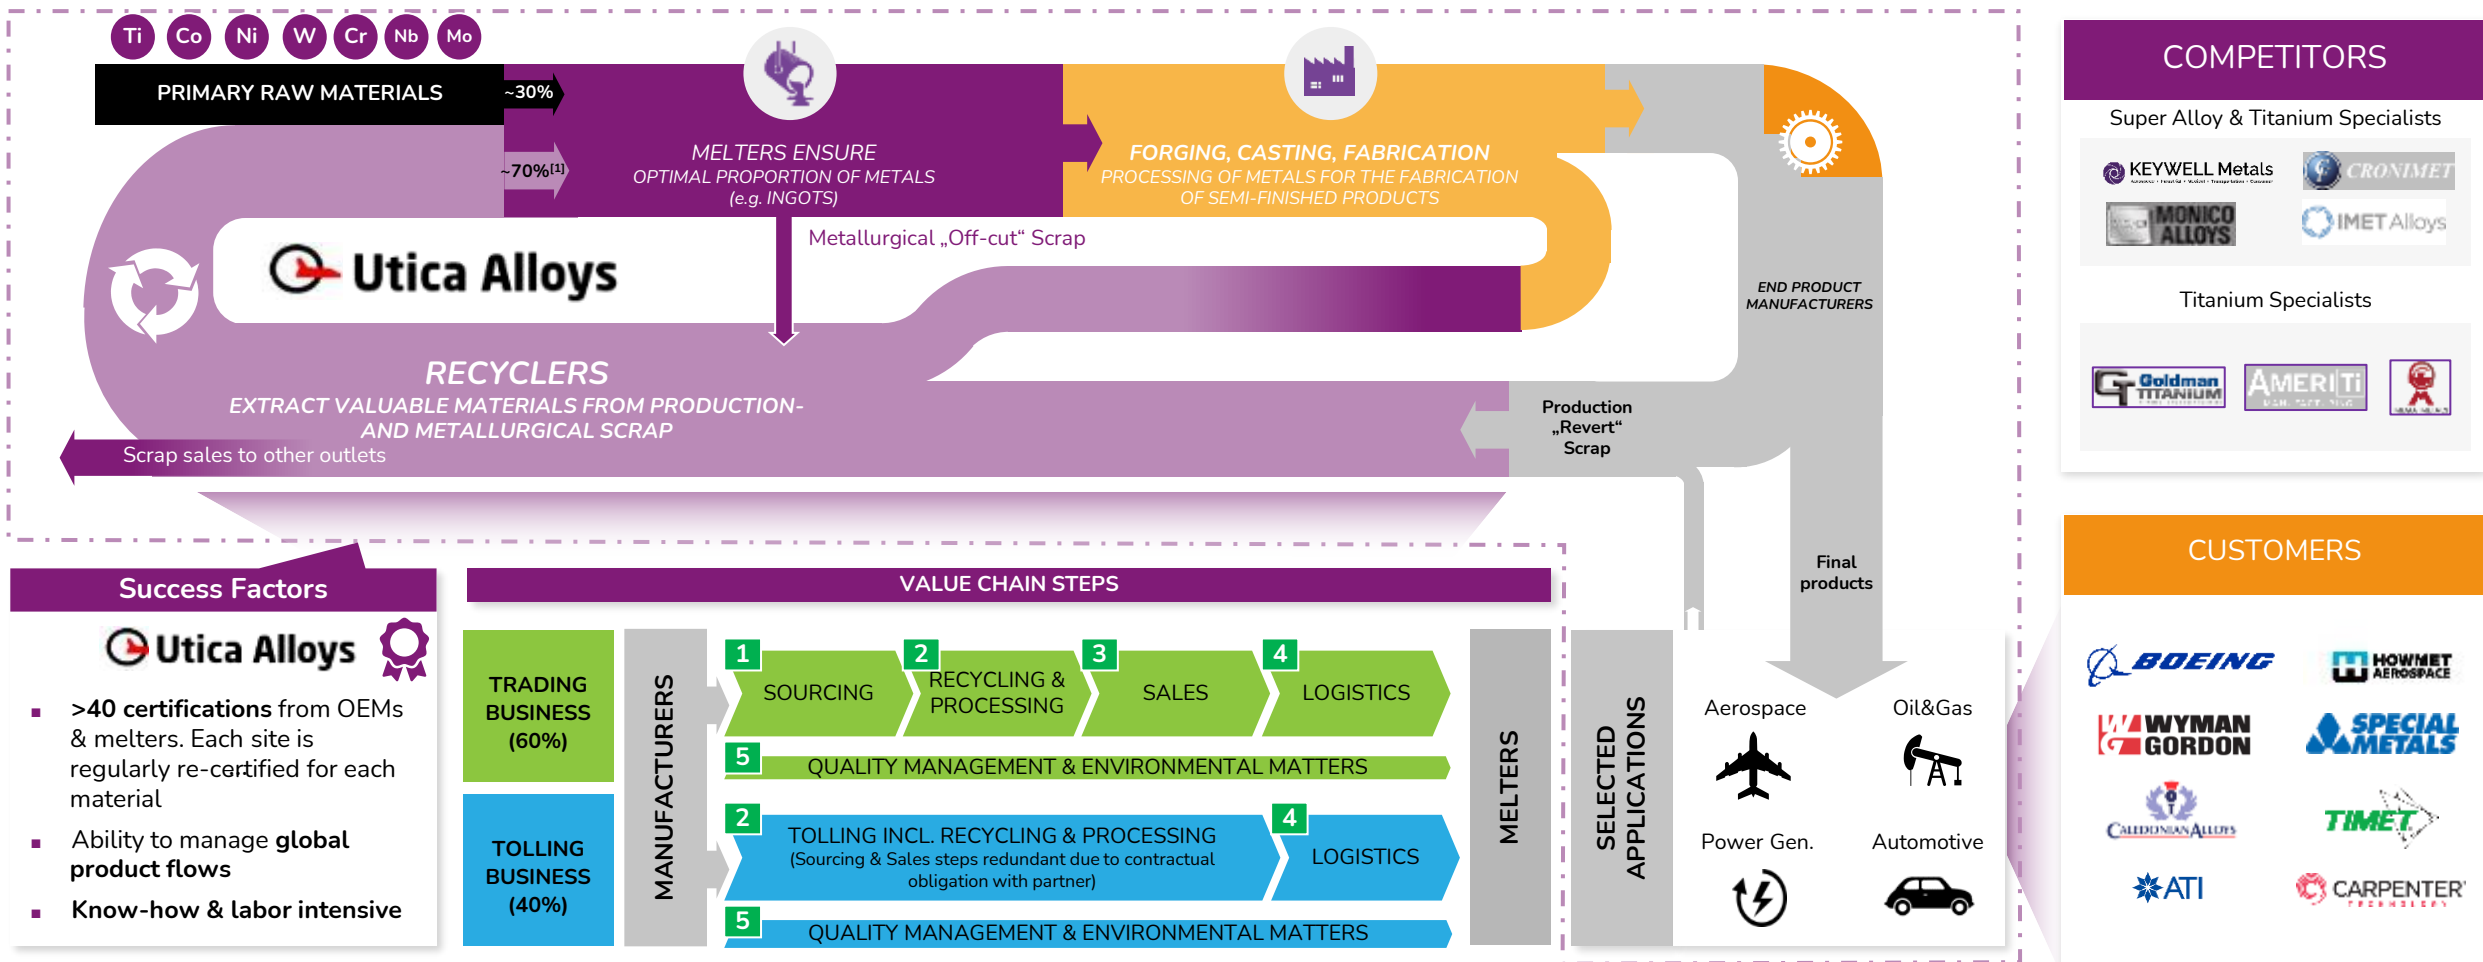 Ti Co Ni W Cr Nb Mo
PRIMARY RAW MATERIALS
~30%
~70%[1]
MELTERS ENSURE
OPTIMAL PROPORTION OF METALS
(e.g. INGOTS)
FORGING, CASTING, FABRICATION
PROCESSING OF METALS FOR THE FABRICATION
OF SEMI-FINISHED PRODUCTS
Metallurgical „Off-cut“ Scrap
Utica Alloys
END PRODUCT
MANUFACTURERS
RECYCLERS
EXTRACT VALUABLE MATERIALS FROM PRODUCTION-
AND METALLURGICAL SCRAP
Scrap sales to other outlets
Production
„Revert“
Scrap
Final
products
COMPETITORS
Super Alloy & Titanium Specialists
KEYWELL Metals
CRONIMET
MONICO
ALLOYS
IMET Alloys
Titanium Specialists
Goldman
TITANIUM
AMERITi
Success Factors
Utica Alloys
▪ >40 certifications from OEMs
& melters. Each site is
regularly re-certified for each
material
▪ Ability to manage global
product flows
▪ Know-how & labor intensive
VALUE CHAIN STEPS
TRADING
BUSINESS
(60%)
TOLLING
BUSINESS
(40%)
MANUFACTURERS
1
SOURCING
2
RECYCLING &
PROCESSING
3
SALES
4
LOGISTICS
5
QUALITY MANAGEMENT & ENVIRONMENTAL MATTERS
2
TOLLING INCL. RECYCLING & PROCESSING
(Sourcing & Sales steps redundant due to contractual
obligation with partner)
4
LOGISTICS
5
QUALITY MANAGEMENT & ENVIRONMENTAL MATTERS
MELTERS
SELECTED
APPLICATIONS
Aerospace
Oil&Gas
Power Gen.
Automotive
CUSTOMERS
BOEING
HOWMET
AEROSPACE
WYMAN
GORDON
SPECIAL
METALS
CALEDONIAN ALLOYS
TIMET
ATI
CARPENTER
TECHNOLOGY